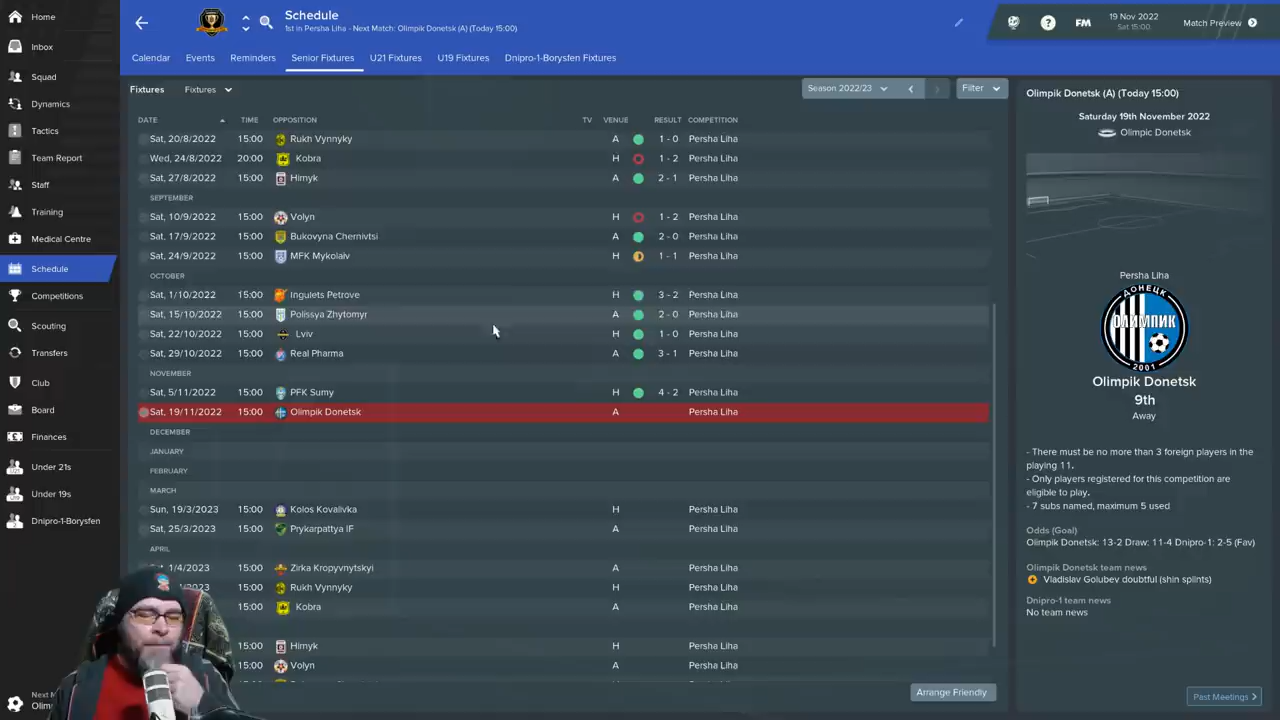 Home
Inbox
Squad
Dynamics
Tactics
Team Report
Staff
Training
Medical Centre
Schedule
Competitions
Scouting
Transfers
Club
Board
Finances
Under 21s
Under 19s
Dnipro-1-Borysfen
Schedule
1st in Persha Liha - Next Match: Olimpik Donetsk (A) (Today 15:00)
FM
19 Nov 2022
Sat 15:00
Match Preview
Calendar Events Reminders Senior Fixtures U21 Fixtures U19 Fixtures Dnipro-1-Borysfen Fixtures
Fixtures Fixtures Season 2022/23 Filter
DATE TIME OPPOSITION TV VENUE RESULT COMPETITION
Sat, 20/8/2022 15:00 Rukh Vynnyky A 1 - 0 Persha Liha
Wed, 24/8/2022 20:00 Kobra H 1 - 2 Persha Liha
Sat, 27/8/2022 15:00 Hirnyk A 2 - 1 Persha Liha
SEPTEMBER
Sat, 10/9/2022 15:00 Volyn H 1 - 2 Persha Liha
Sat, 17/9/2022 15:00 Bukovyna Chernivtsi A 2 - 0 Persha Liha
Sat, 24/9/2022 15:00 MFK Mykolaiv H 1 - 1 Persha Liha
OCTOBER
Sat, 1/10/2022 15:00 Ingulets Petrove H 3 - 2 Persha Liha
Sat, 15/10/2022 15:00 Polissya Zhytomyr A 2 - 0 Persha Liha
Sat, 22/10/2022 15:00 Lviv H 1 - 0 Persha Liha
Sat, 29/10/2022 15:00 Real Pharma A 3 - 1 Persha Liha
NOVEMBER
Sat, 5/11/2022 15:00 PFK Sumy H 4 - 2 Persha Liha
Sat, 19/11/2022 15:00 Olimpik Donetsk A Persha Liha
DECEMBER
JANUARY
FEBRUARY
MARCH
Sun, 19/3/2023 15:00 Kolos Kovalivka H Persha Liha
Sat, 25/3/2023 15:00 Prykarpattya IF A Persha Liha
APRIL
Sat, 1/4/2023 15:00 Zirka Kropyvnytskyi A Persha Liha
15:00 Rukh Vynnyky H Persha Liha
15:00 Kobra A Persha Liha
15:00 Hirnyk H Persha Liha
15:00 Volyn A Persha Liha
Arrange Friendly
Olimpik Donetsk (A) (Today 15:00)
Saturday 19th November 2022
Olimpic Donetsk
Persha Liha
ДОНЕЦК
ОЛИМПИК
2001
Olimpik Donetsk
9th
Away
- There must be no more than 3 foreign players in the
playing 11.
- Only players registered for this competition are
eligible to play.
- 7 subs named, maximum 5 used
Odds (Goal)
Olimpik Donetsk: 13-2 Draw: 11-4 Dnipro-1: 2-5 (Fav)
Olimpik Donetsk team news
Vladislav Golubev doubtful (shin splints)
Dnipro-1 team news
No team news
Past Meetings